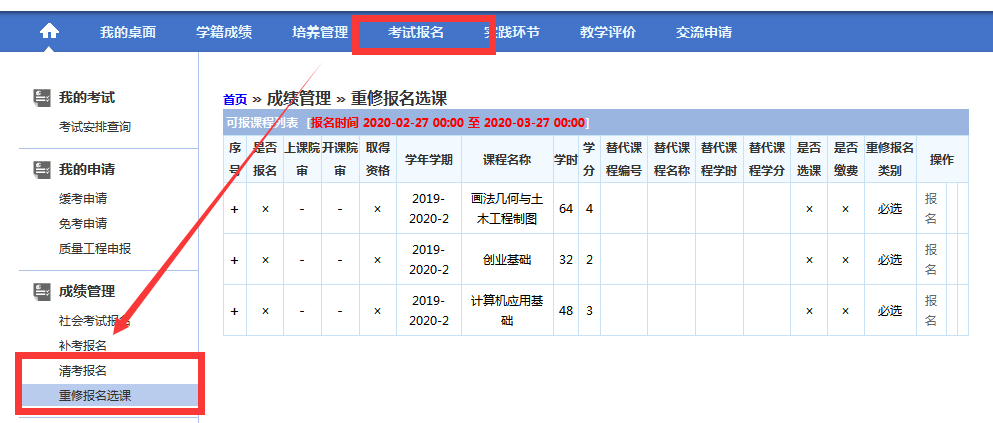 我的桌面 学籍成绩 培养管理 考试报名 实践环节 教学评价 交流申请
我的考试
考试安排查询
我的申请
缓考申请
免考申请
质量工程申报
成绩管理
社会考试报名
补考报名
清考报名
重修报名选课
首页 » 成绩管理 » 重修报名选课
可报课程列表 [报名时间 2020-02-27 00:00 至 2020-03-27 00:00]
序号 是否报名 上课院审 开课院审 取得资格 学年学期 课程名称 学时 学分 替代课程编号 替代课程名称 替代课程学时 替代课程学分 是否选课 是否缴费 重修报名类别 操作
+ × - - × 2019-2020-2 画法几何与土木工程制图 64 4 × × 必选 报名
+ × - - × 2019-2020-2 创业基础 32 2 × × 必选 报名
+ × - - × 2019-2020-2 计算机应用基础 48 3 × × 必选 报名